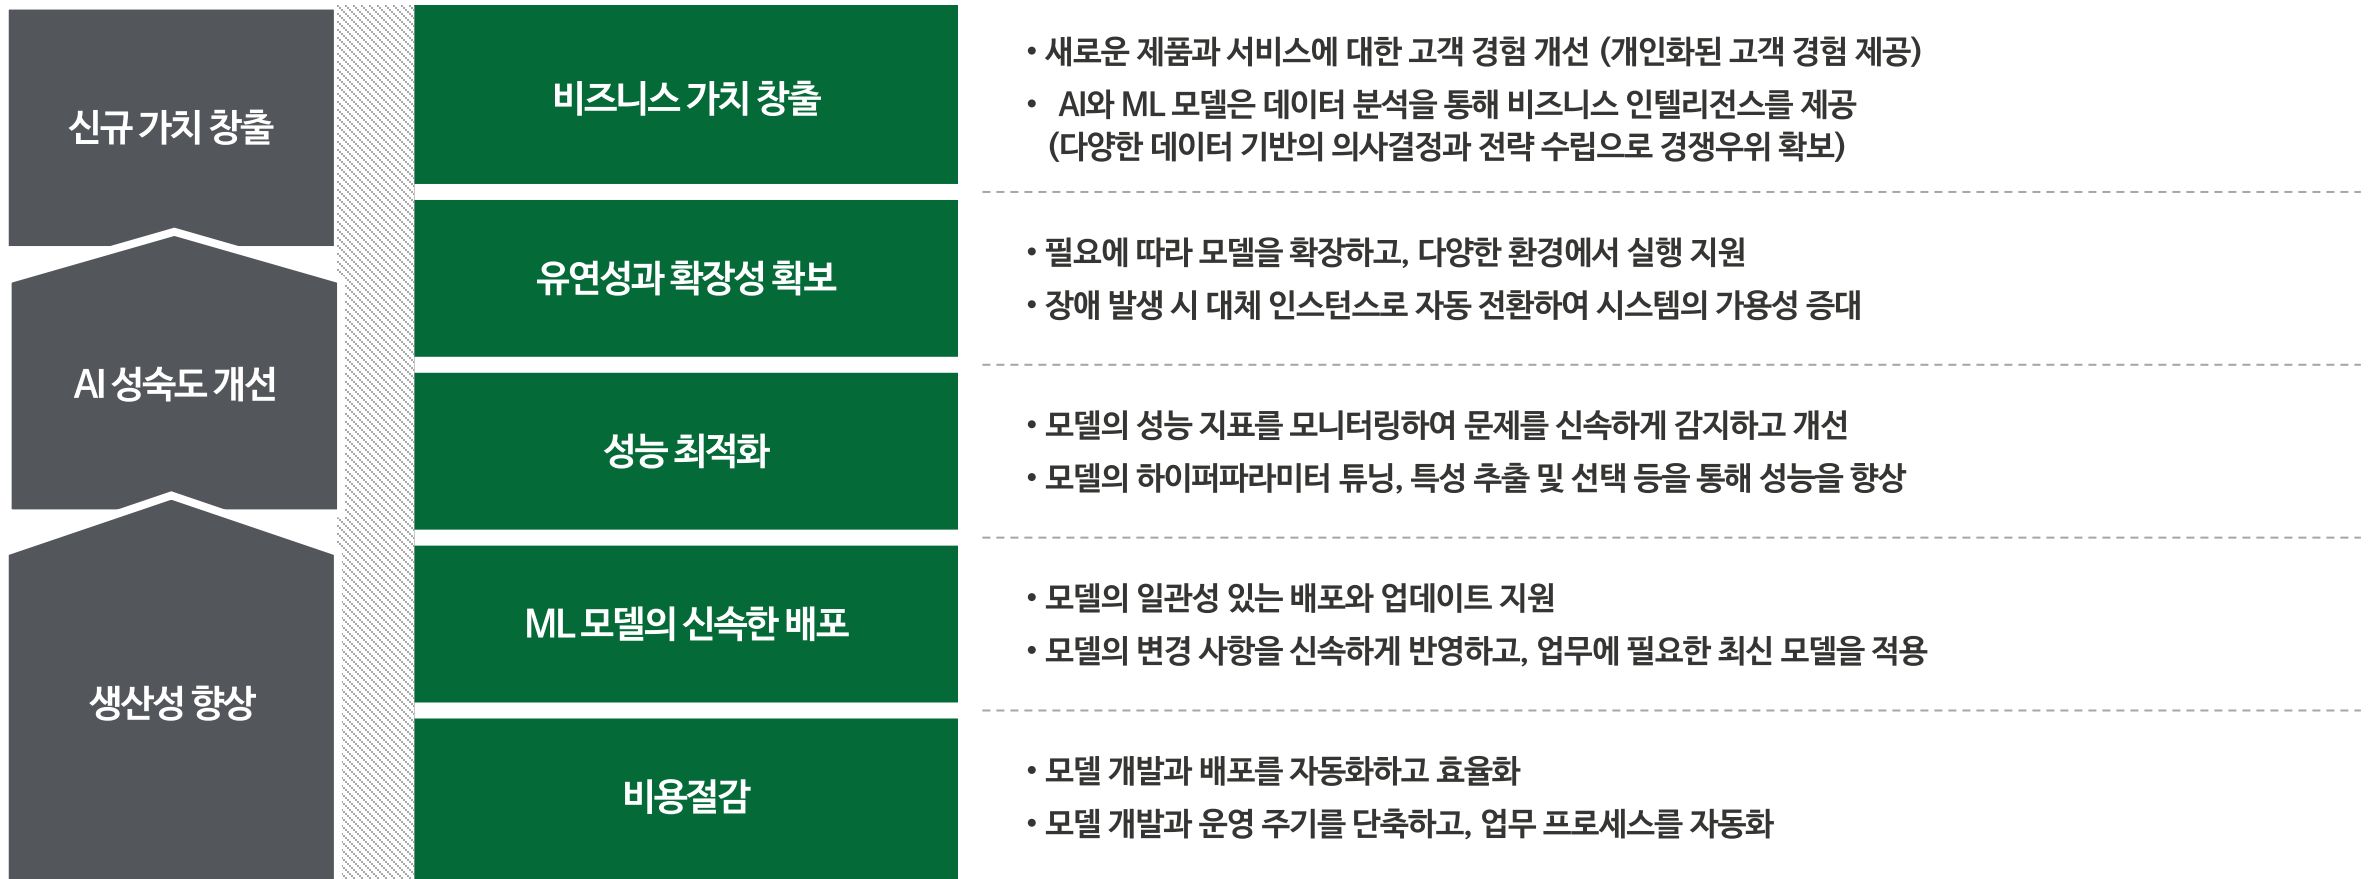 신규 가치 창출
AI 성숙도 개선
생산성 향상
비즈니스 가치 창출
• 새로운 제품과 서비스에 대한 고객 경험 개선 (개인화된 고객 경험 제공)
• AI와 ML 모델은 데이터 분석을 통해 비즈니스 인텔리전스를 제공
(다양한 데이터 기반의 의사결정과 전략 수립으로 경쟁우위 확보)
유연성과 확장성 확보
• 필요에 따라 모델을 확장하고, 다양한 환경에서 실행 지원
• 장애 발생 시 대체 인스턴스로 자동 전환하여 시스템의 가용성 증대
성능 최적화
• 모델의 성능 지표를 모니터링하여 문제를 신속하게 감지하고 개선
• 모델의 하이퍼파라미터 튜닝, 특성 추출 및 선택 등을 통해 성능을 향상
ML 모델의 신속한 배포
• 모델의 일관성 있는 배포와 업데이트 지원
• 모델의 변경 사항을 신속하게 반영하고, 업무에 필요한 최신 모델을 적용
비용절감
• 모델 개발과 배포를 자동화하고 효율화
• 모델 개발과 운영 주기를 단축하고, 업무 프로세스를 자동화